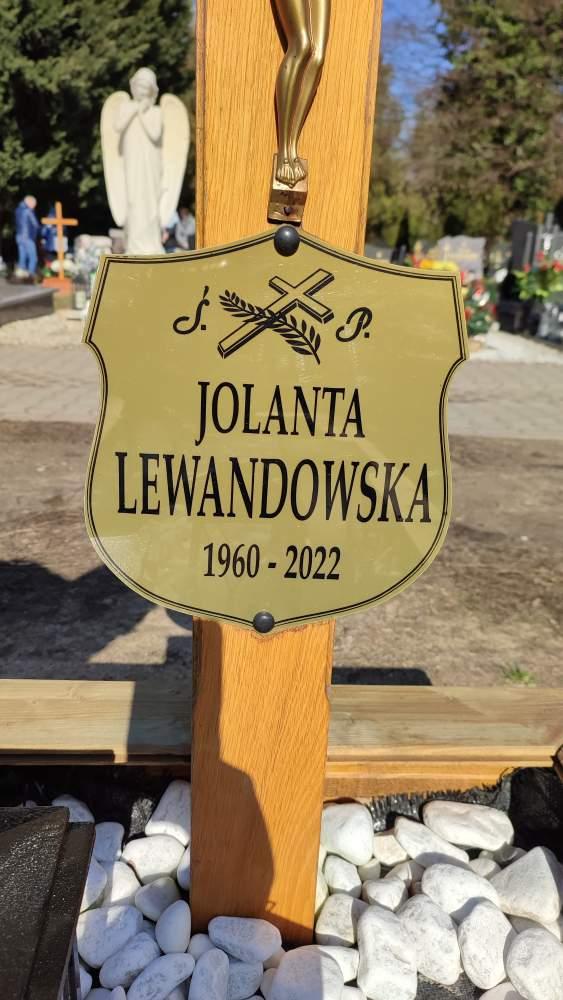 Ś. P.
JOLANTA
LEWANDOWSKA
1960 - 2022